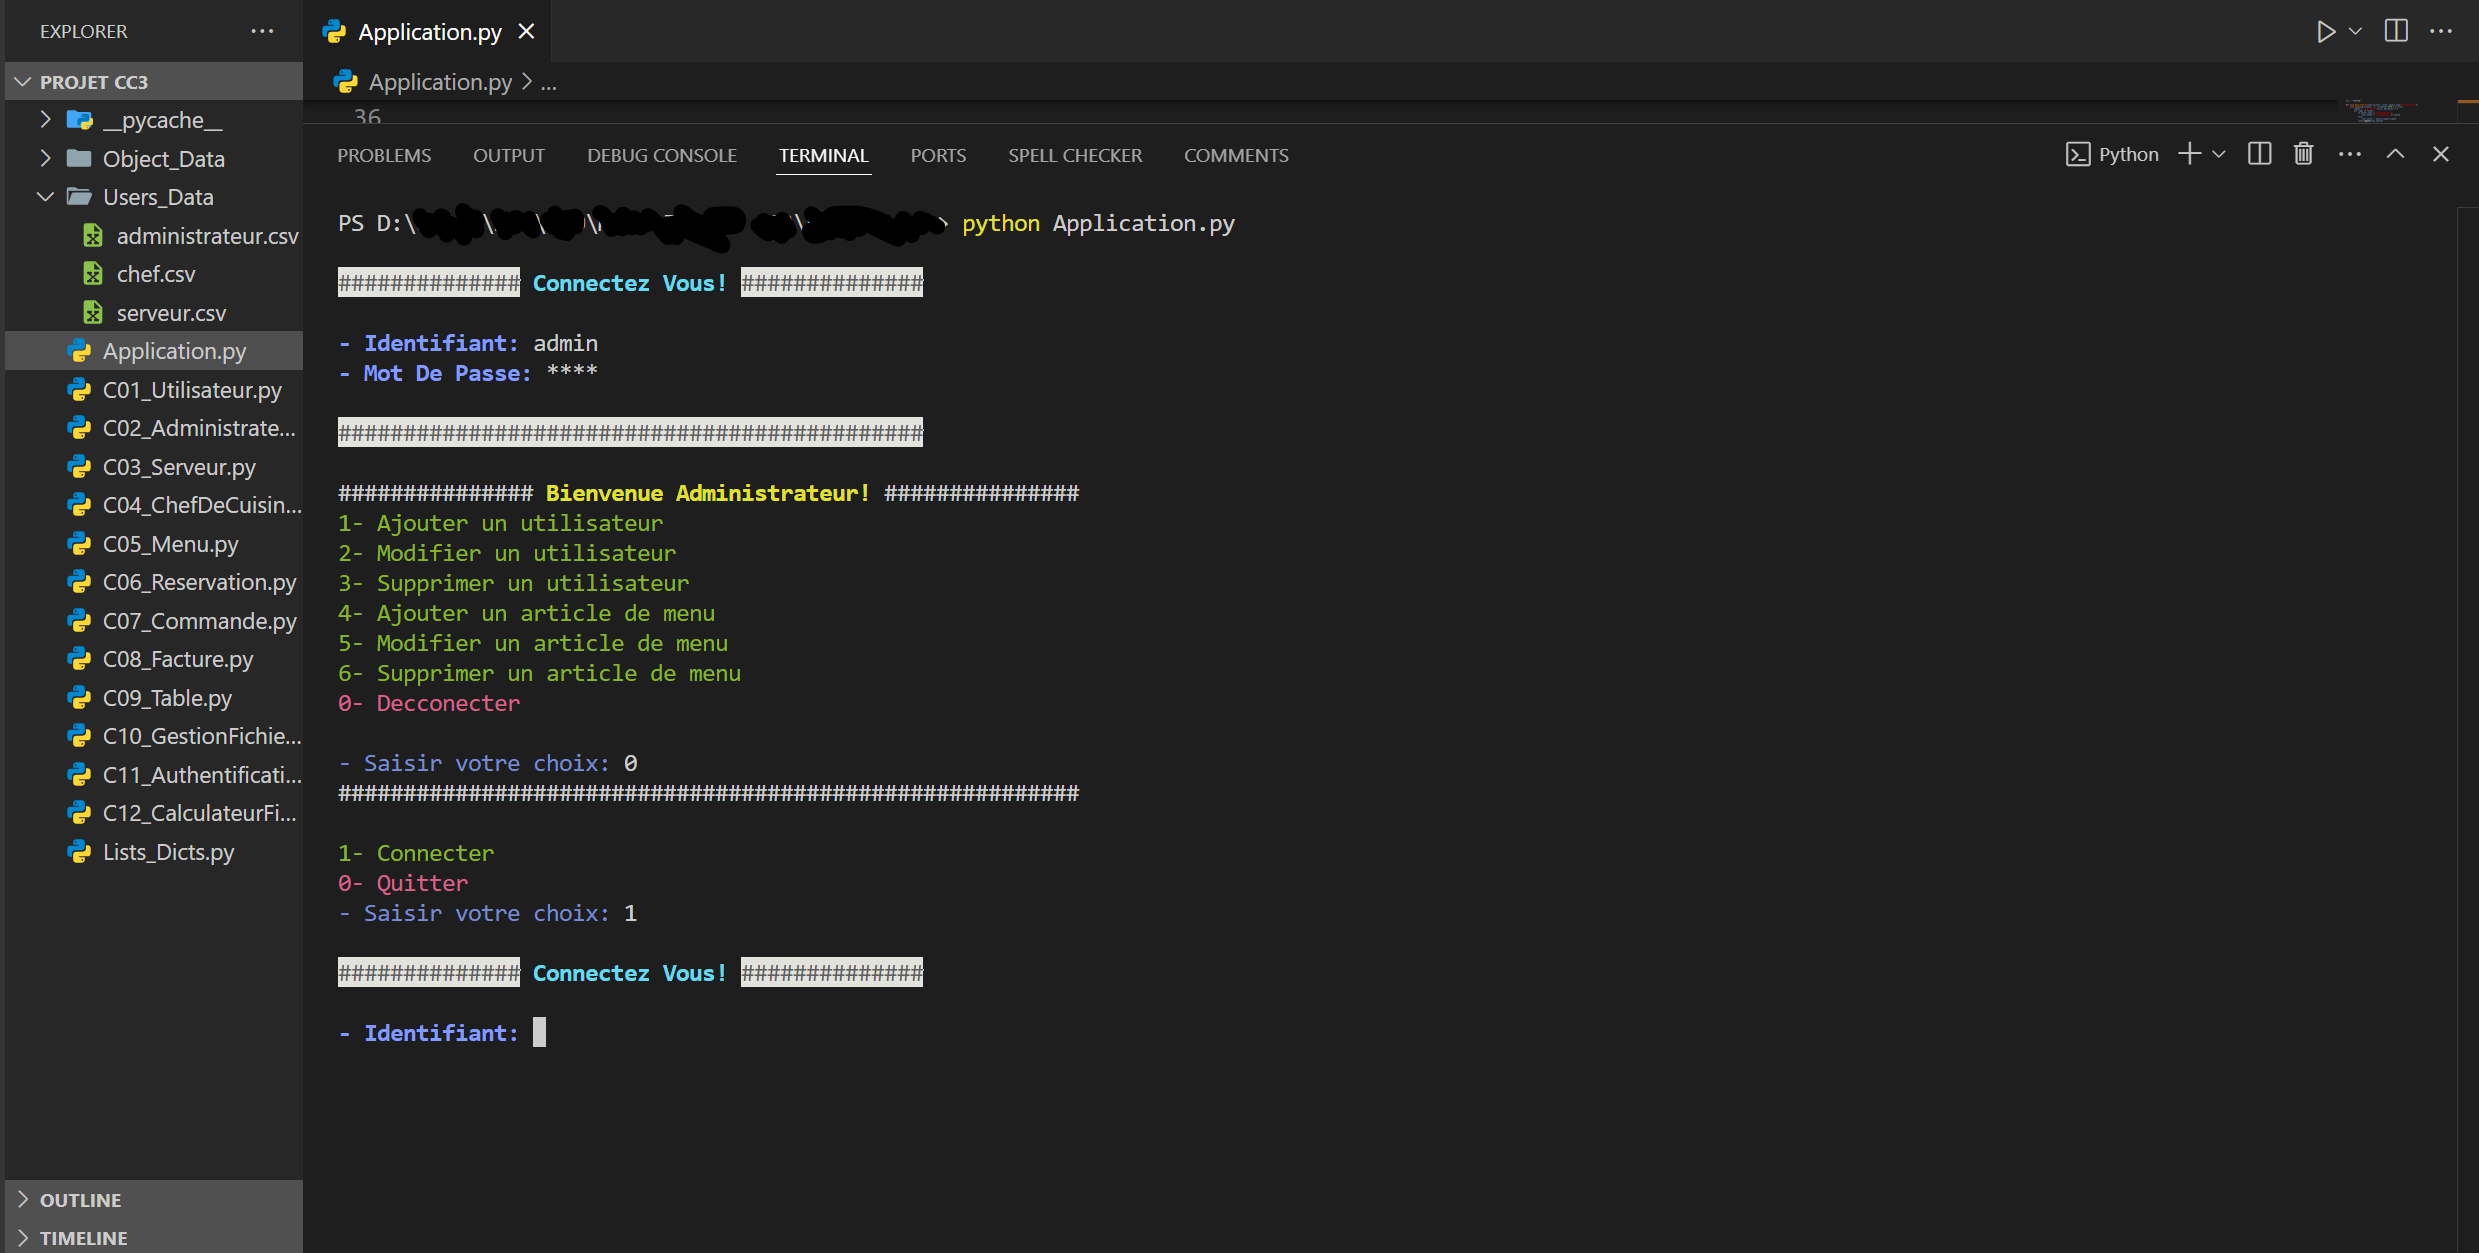 EXPLORER
PROJET CC3
__pycache__
Object_Data
Users_Data
administrateur.csv
chef.csv
serveur.csv
Application.py
C01_Utilisateur.py
C02_Administrate...
C03_Serveur.py
C04_ChefDeCuisin...
C05_Menu.py
C06_Reservation.py
C07_Commande.py
C08_Facture.py
C09_Table.py
C10_GestionFichie...
C11_Authentificati...
C12_CalculateurFi...
Lists_Dicts.py
OUTLINE
TIMELINE
Application.py
Application.py > ...
36
PROBLEMS OUTPUT DEBUG CONSOLE TERMINAL PORTS SPELL CHECKER COMMENTS Python
PS D:\ > python Application.py
############## Connectez Vous! ##############
- Identifiant: admin
- Mot De Passe: ****
#############################################
############### Bienvenue Administrateur! ###############
1- Ajouter un utilisateur
2- Modifier un utilisateur
3- Supprimer un utilisateur
4- Ajouter un article de menu
5- Modifier un article de menu
6- Supprimer un article de menu
0- Decconecter
- Saisir votre choix: 0
#########################################################
1- Connecter
0- Quitter
- Saisir votre choix: 1
############## Connectez Vous! ##############
- Identifiant: